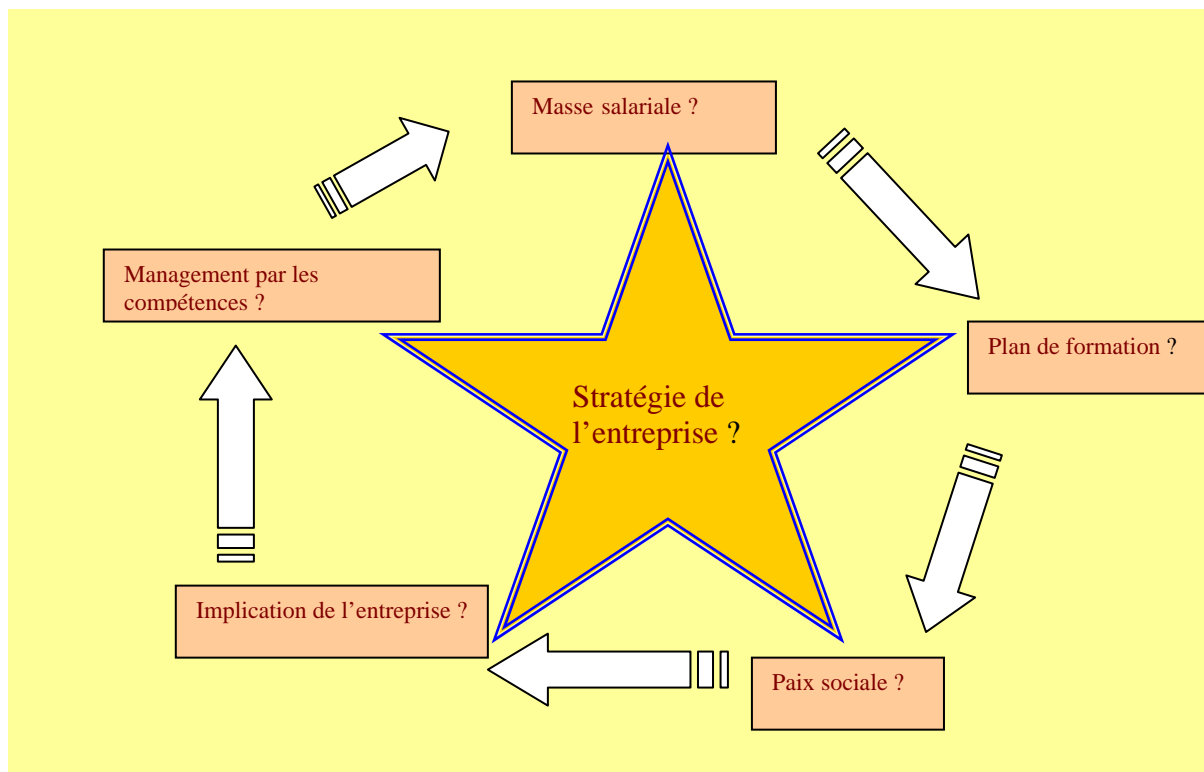 Masse salariale ?
Management par les
compétences ?
Plan de formation ?
Stratégie de
l’entreprise ?
Implication de l’entreprise ?
Paix sociale ?